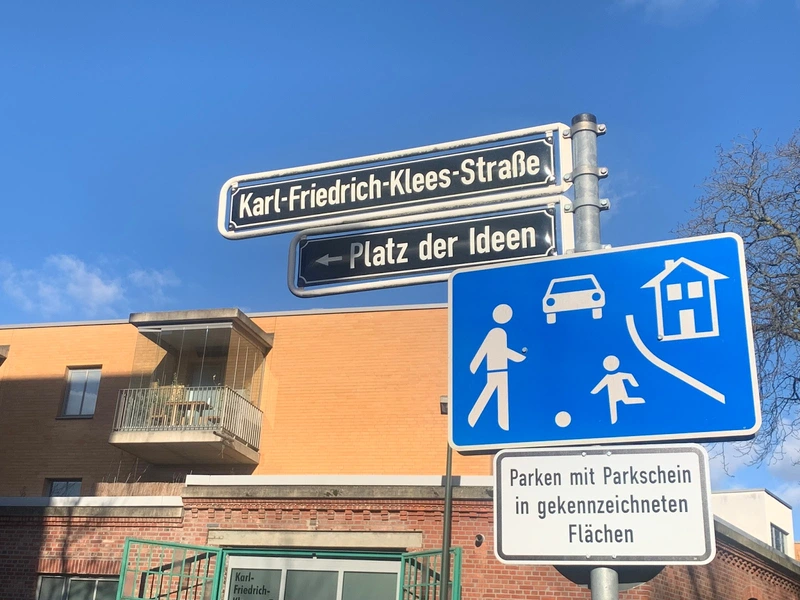 Karl-Friedrich-Klees-Straße
Platz der Ideen
Parken mit Parkschein
in gekennzeichneten
Flächen
Karl-
Friedrich-